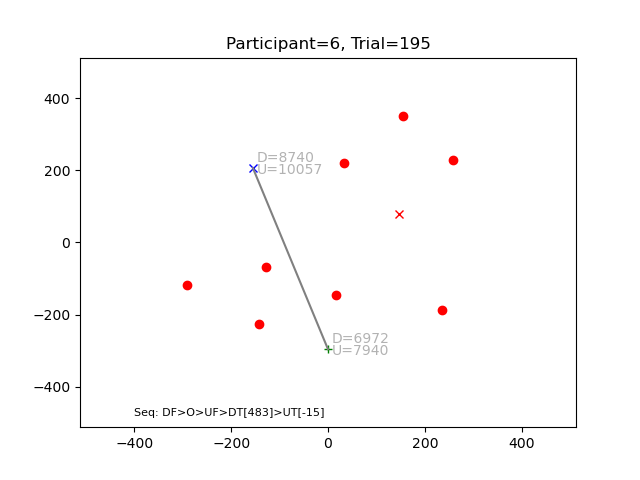 Participant=6, Trial=195
400
200
0
−200
−400
D=8740
U=10057
D=6972
U=7940
Seq: DF>O>UF>DT[483]>UT[-15]
−400
−200
0
200
400